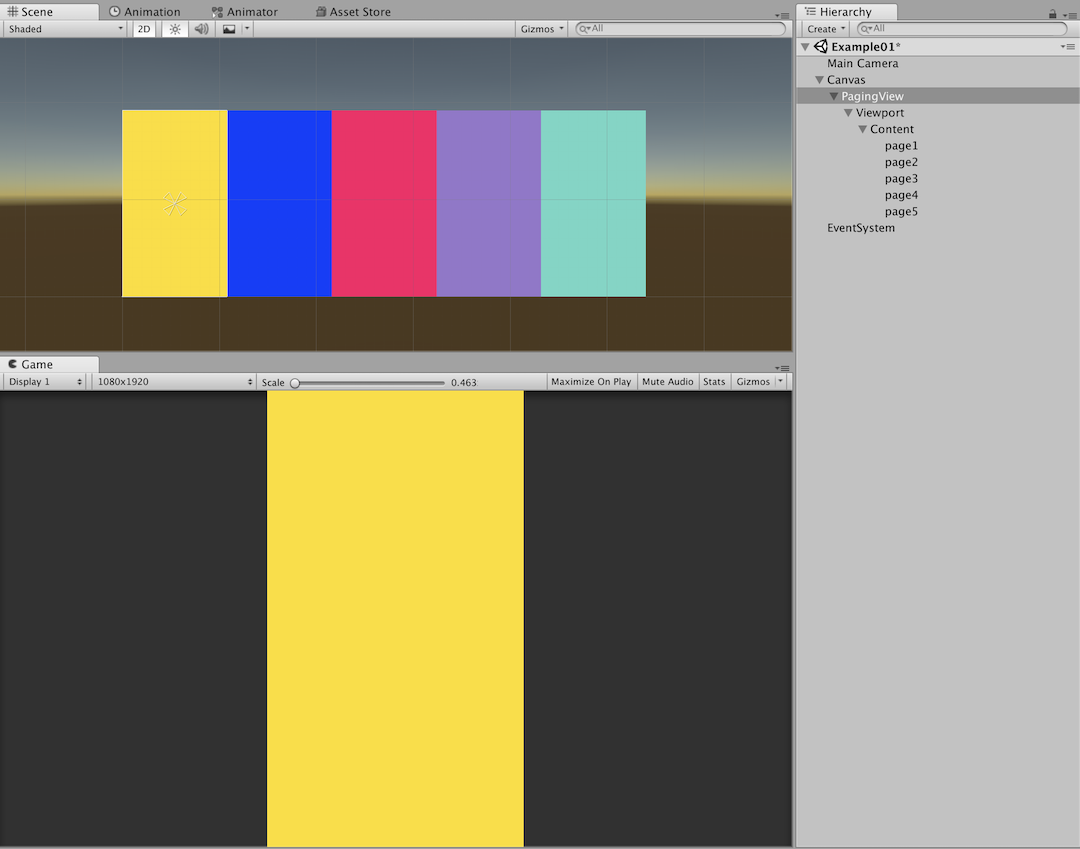 Scene Animation Animator Asset Store
Shaded 2D Gizmos All
Hierarchy
Create All
Example01*
Main Camera
Canvas
PagingView
Viewport
Content
page1
page2
page3
page4
page5
EventSystem
Game
Display 1 1080x1920 Scale 0.463 Maximize On Play Mute Audio Stats Gizmos